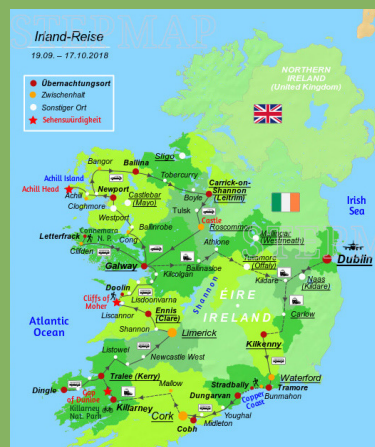 STEPMAP
Irland-Reise
19.09. – 17.10.2018
Übernachtungsort
Zwischenhalt
Sonstiger Ort
Sehenswürdigkeit
NORTHERN
IRELAND
(United Kingdom)
Sligo
Bangor
Ballina
Tobercurry
Achill Island
Achill Head
Achill
Newport
Castlebar
(Mayo)
Carrick-on-
Shannon
(Leitrim)
Boyle
Cloghmore
Westport
Tulsk
Castle
Roscommon
Irish
Sea
Connemara
N. P.
Ballinrobe
Cong
Letterfrack
Clifden
Athlone
(Westmeath)
Galway
Kilcolgan
Ballinasloe
Tullamore
(Offaly)
Dublin
Kildare
Naas
(Kildare)
Doolin
Lisdoonvarna
Cliffs of
Moher
Liscannor
Ennis
(Clare)
Shannon
ÉIRE
IRELAND
Carlow
Atlantic
Ocean
Shannon
Limerick
Kilkenny
Listowel
Newcastle West
Tralee (Kerry)
Mallow
Dingle
Gap
of Dunloe
Killarney
Nat. Park
Killarney
Stradbally
Waterford
Tramore
Dungarvan
Copper
Coast
Bunmahon
Cork
Youghal
Midleton
Cobh